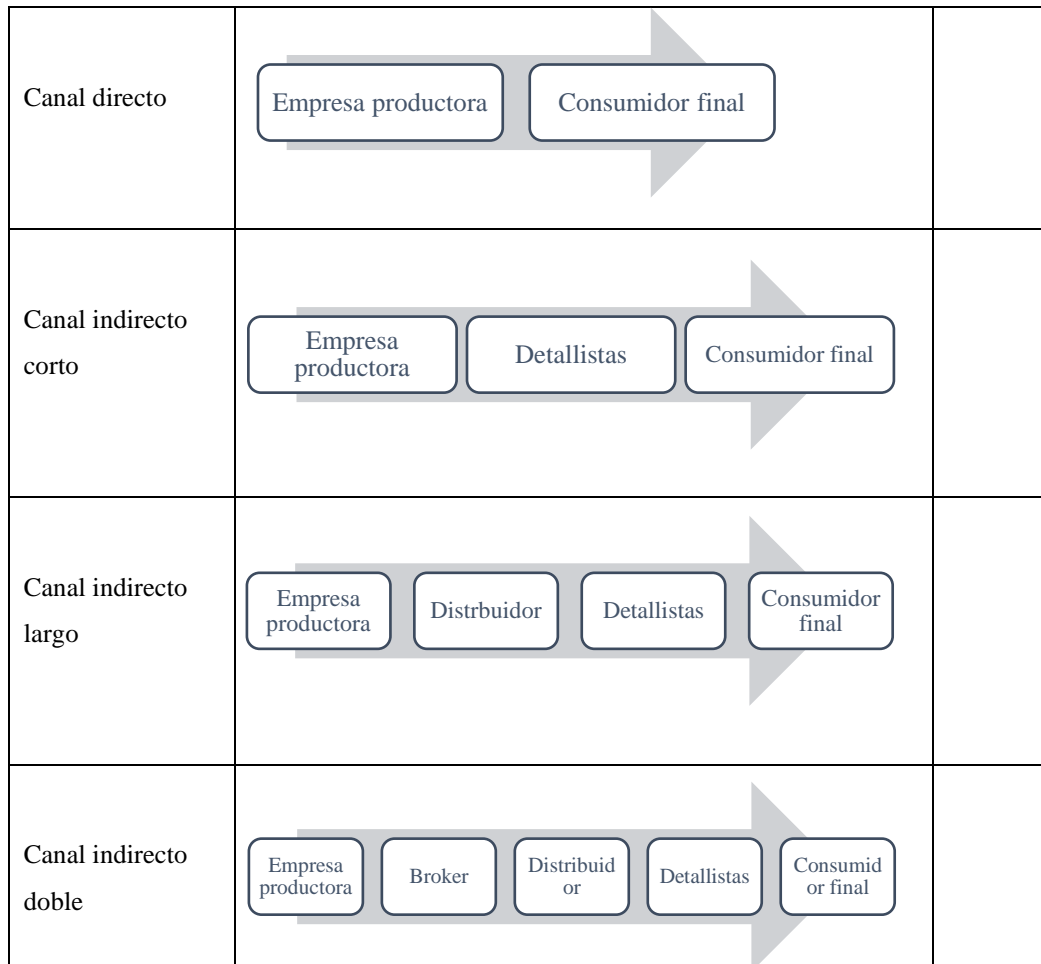 Canal directo
Empresa productora
Consumidor final
Canal indirecto
corto
Empresa
productora
Detallistas
Consumidor final
Canal indirecto
largo
Empresa
productora
Distrbuidor
Detallistas
Consumidor
final
Canal indirecto
doble
Empresa
productora
Broker
Distribuid
or
Detallistas
Consumid
or final